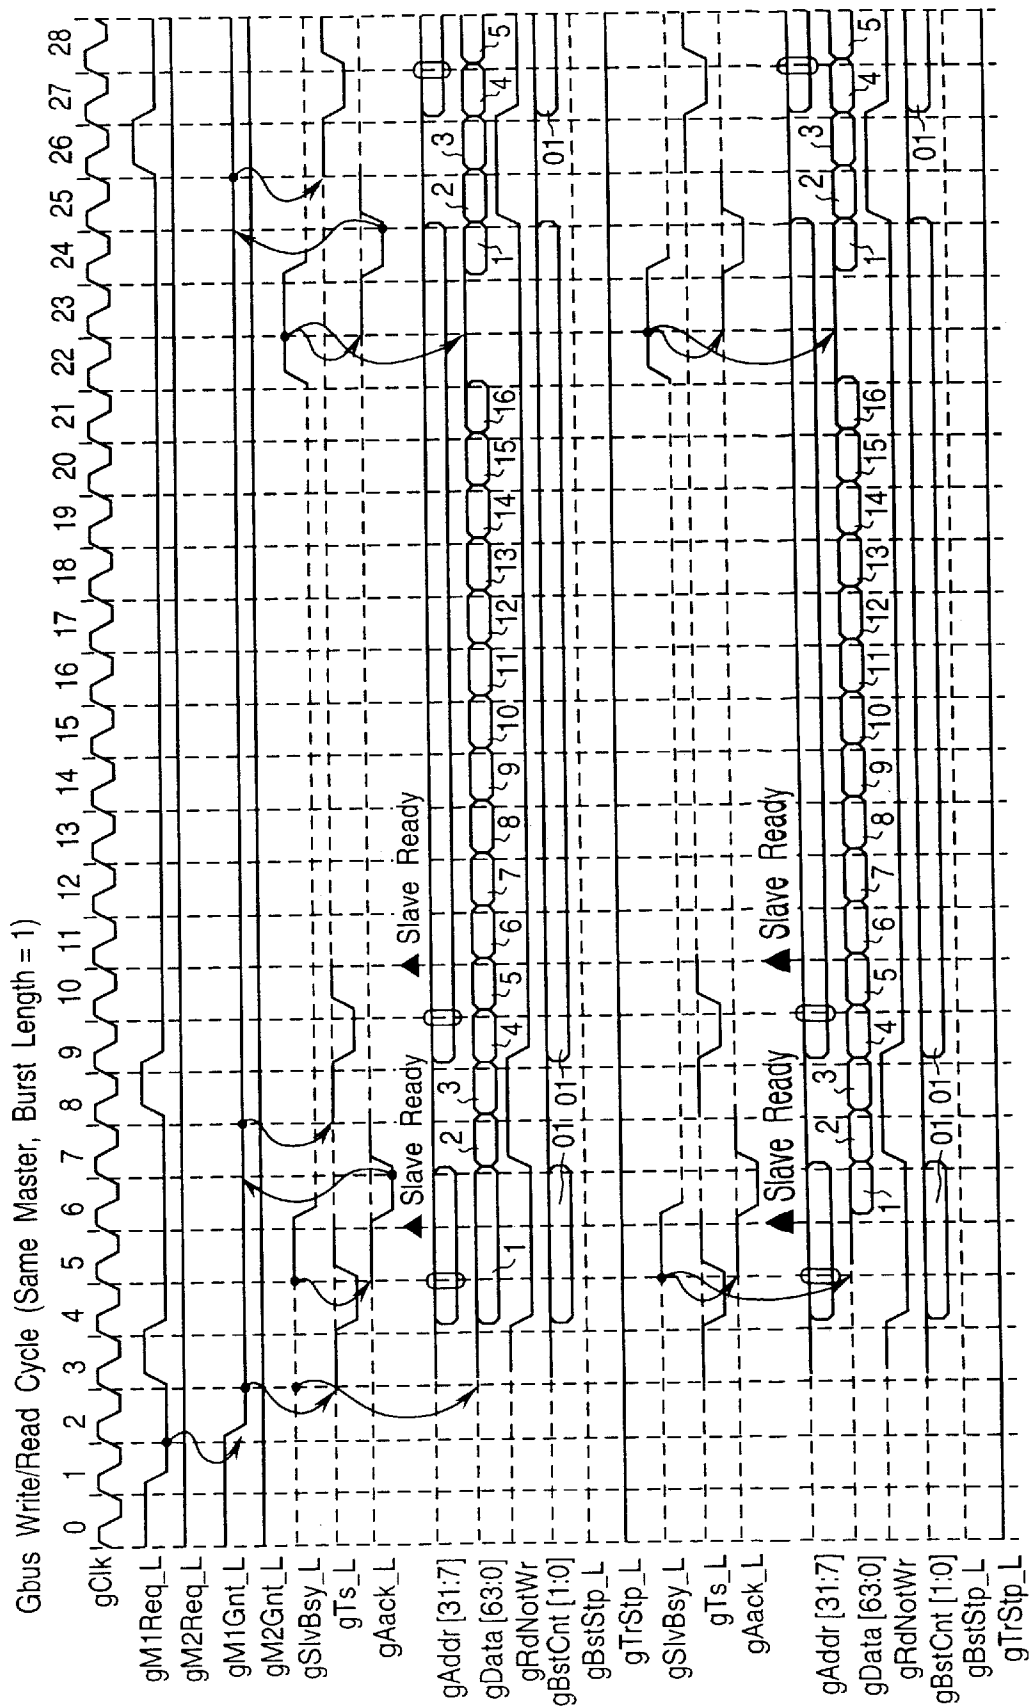 Gbus Write/Read Cycle (Same Master, Burst Length = 1)
0 1 2 3 4 5 6 7 8 9 10 11 12 13 14 15 16 17 18 19 20 21 22 23 24 25 26 27 28
gClk
gM1Req_L
gM2Req_L
gM1Gnt_L
gM2Gnt_L
gSlvBsy_L
gTs_L
gAack_L
Slave Ready Slave Ready
gAddr [31:7]
2 3 2 3
gData [63:0]
1 4 5 6 7 8 9 10 11 12 13 14 15 16 1 4 5
gRdNotWr
01 01 01
gBstCnt [1:0]
01
gBstStp_L
gTrStp_L
gSlvBsy_L
gTs_L
gAack_L
Slave Ready Slave Ready
gAddr [31:7]
2 3 2 3
gData [63:0]
1 4 5 6 7 8 9 10 11 12 13 14 15 16 1 4 5
gRdNotWr
01 01 01
gBstCnt [1:0]
gBstStp_L
gTrStp_L